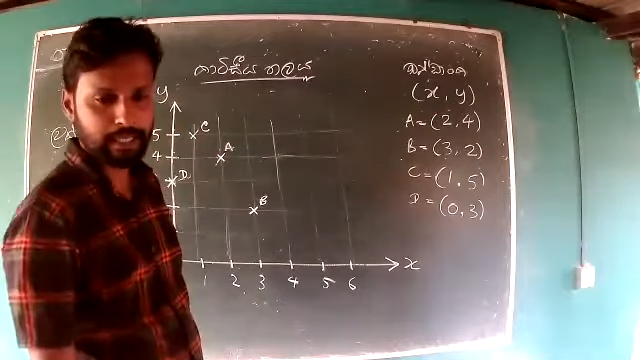 කාටිසීය තලය
ඛණ්ඩාංක
(x, y)
A = (2, 4)
B = (3, 2)
C = (1, 5)
D = (0, 3)
y
5
4
C
A
D
B
x
1 2 3 4 5 6